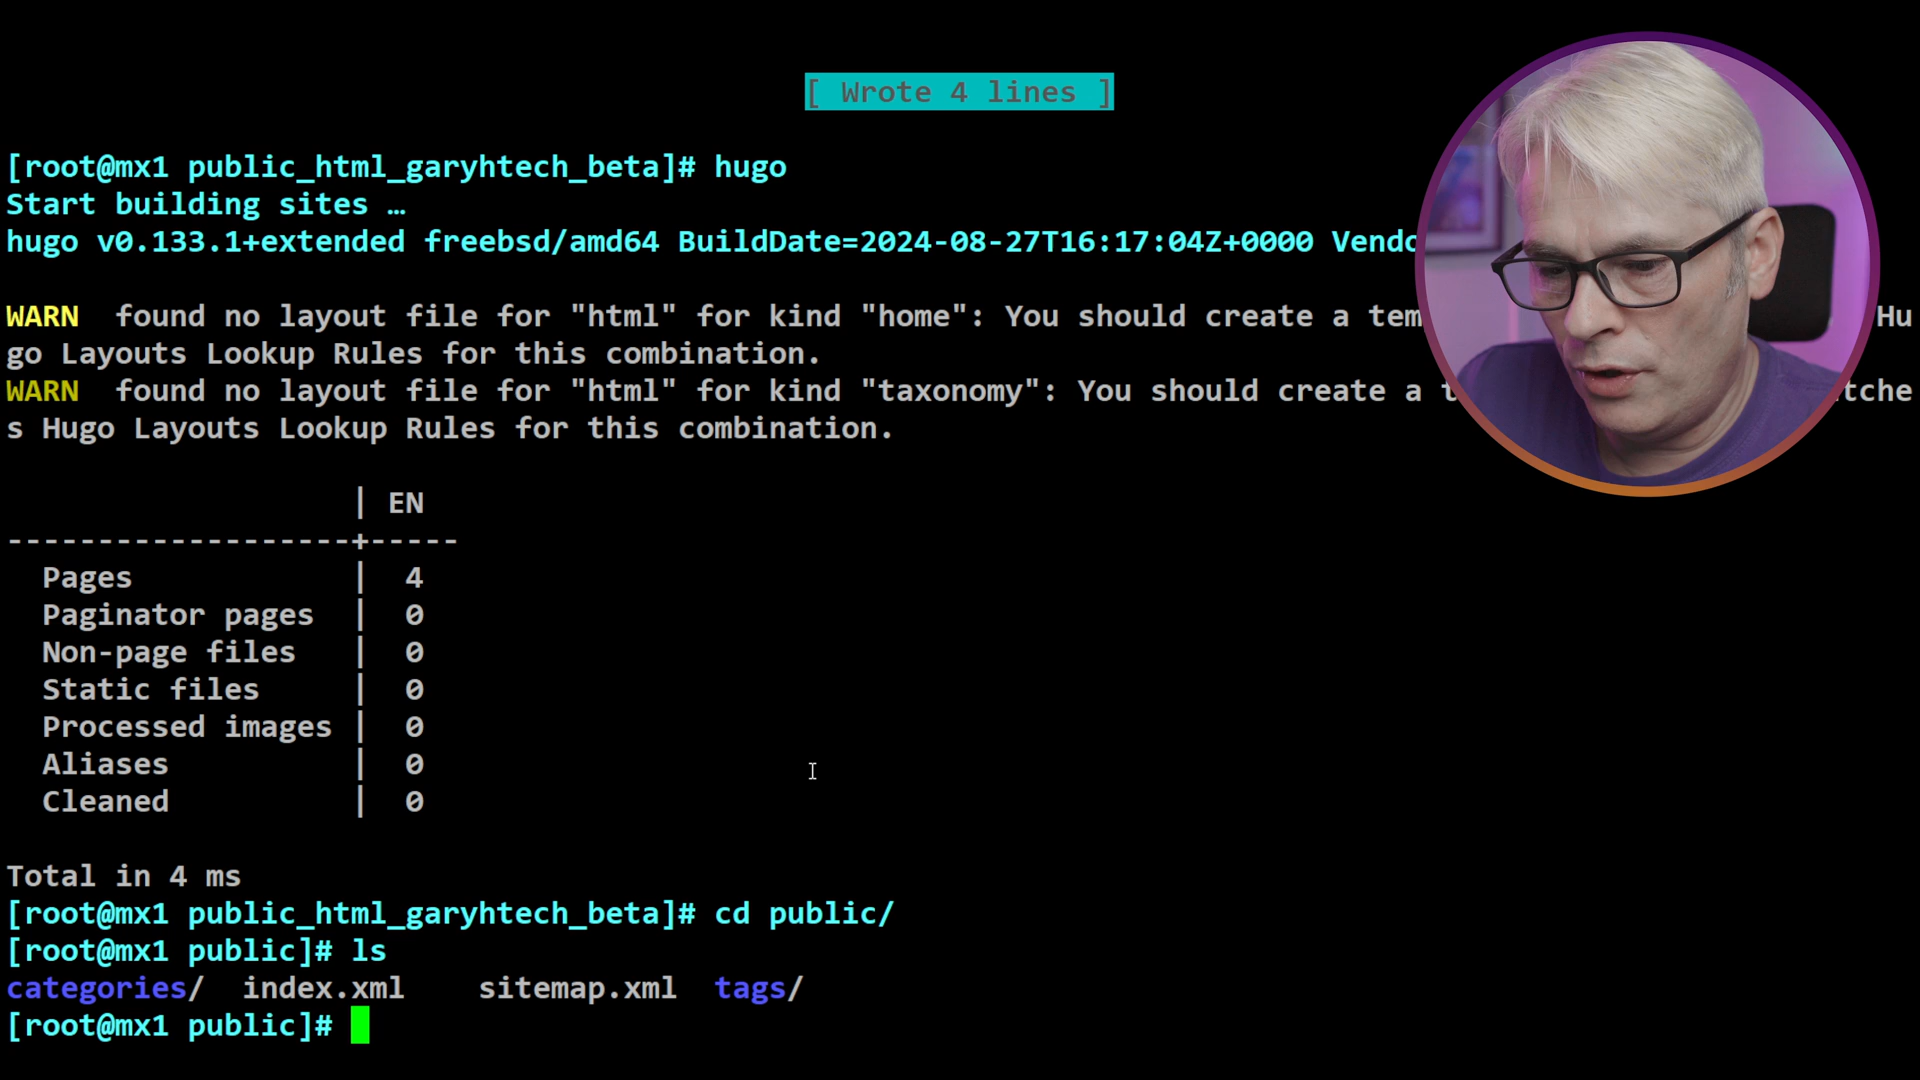 [ Wrote 4 lines ]
[root@mx1 public_html_garyhtech_beta]# hugo
Start building sites …
hugo v0.133.1+extended freebsd/amd64 BuildDate=2024-08-27T16:17:04Z+0000
WARN  found no layout file for "html" for kind "home": You should create a Hu
go Layouts Lookup Rules for this combination.
WARN  found no layout file for "html" for kind "taxonomy": You should create a tche
s Hugo Layouts Lookup Rules for this combination.
| EN
-------------------+-----
Pages | 4
Paginator pages | 0
Non-page files | 0
Static files | 0
Processed images | 0
Aliases | 0
Cleaned | 0
Total in 4 ms
[root@mx1 public_html_garyhtech_beta]# cd public/
[root@mx1 public]# ls
categories/ index.xml sitemap.xml tags/
[root@mx1 public]#